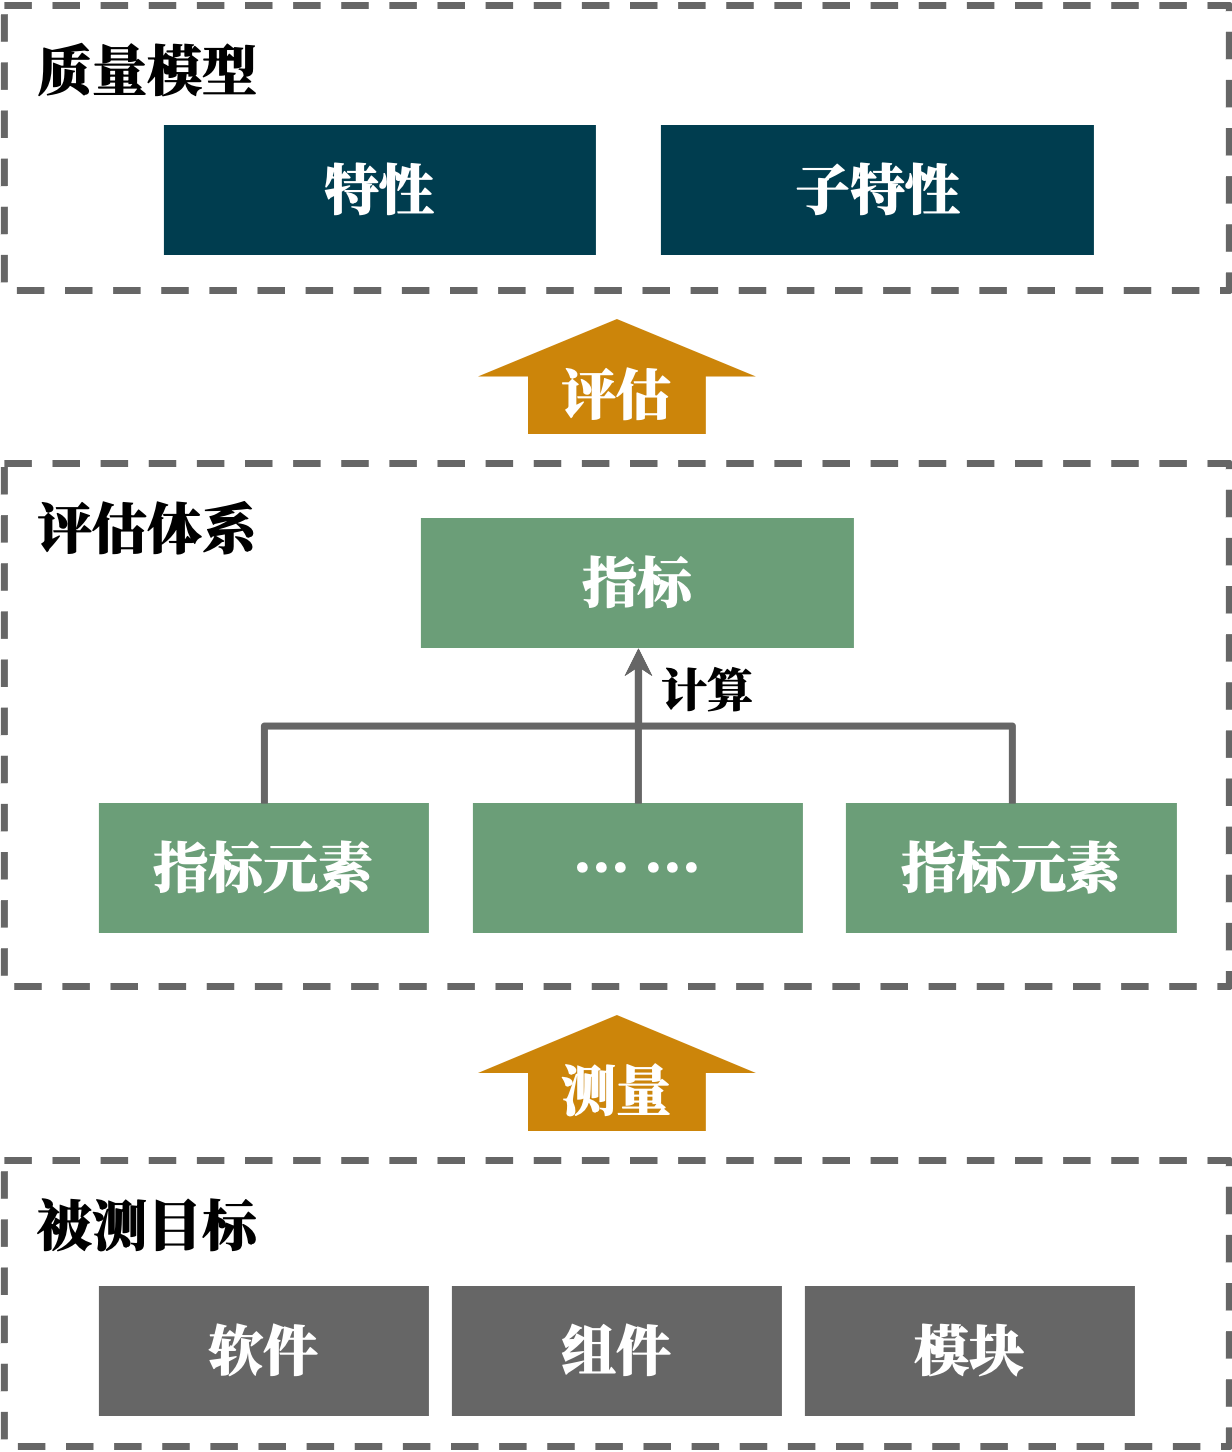 质量模型
特性
子特性
评估
评估体系
指标
计算
指标元素
… …
指标元素
测量
被测目标
软件
组件
模块